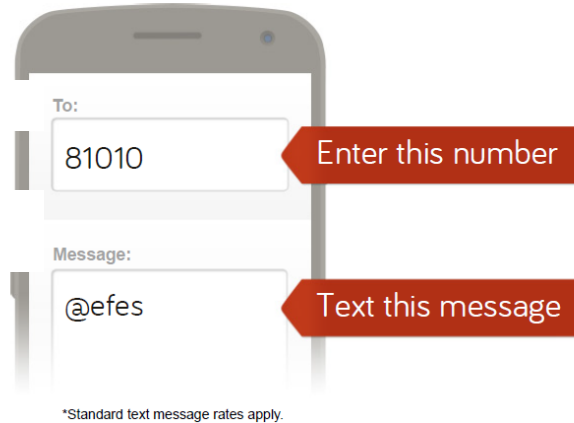 To:
81010
Enter this number
Message:
@efes
Text this message
*Standard text message rates apply.